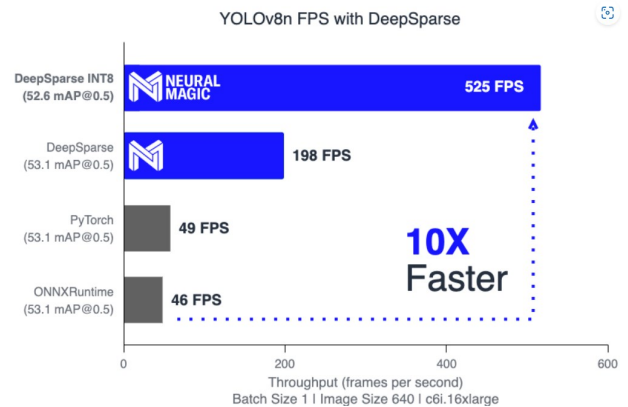 YOLOv8n FPS with DeepSparse
DeepSparse INT8
(52.6 mAP@0.5)
NEURAL
MAGIC
525 FPS
DeepSparse
(53.1 mAP@0.5)
198 FPS
PyTorch
(53.1 mAP@0.5)
49 FPS
10X
Faster
ONNXRuntime
(53.1 mAP@0.5)
46 FPS
0
200
400
600
Throughput (frames per second)
Batch Size 1 | Image Size 640 | c6i.16xlarge